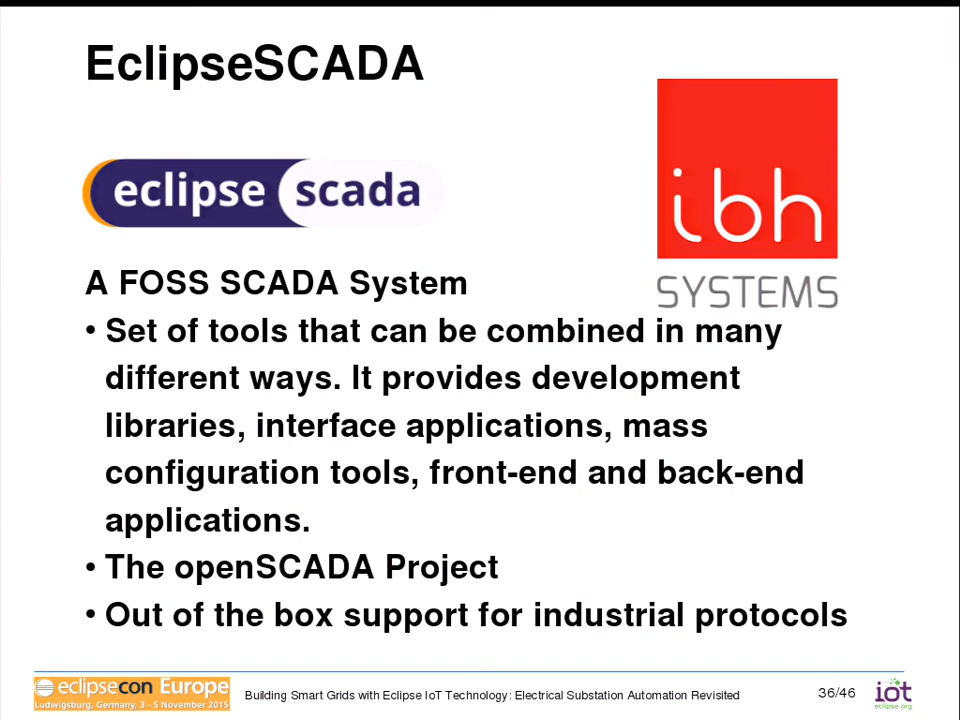 EclipseSCADA
eclipse scada
ibh
SYSTEMS
A FOSS SCADA System
• Set of tools that can be combined in many
different ways. It provides development
libraries, interface applications, mass
configuration tools, front-end and back-end
applications.
• The openSCADA Project
• Out of the box support for industrial protocols
eclipsecon Europe
Ludwigsburg, Germany, 3 - 5 November 2015
Building Smart Grids with Eclipse IoT Technology: Electrical Substation Automation Revisited
36/46
iot
eclipse.org